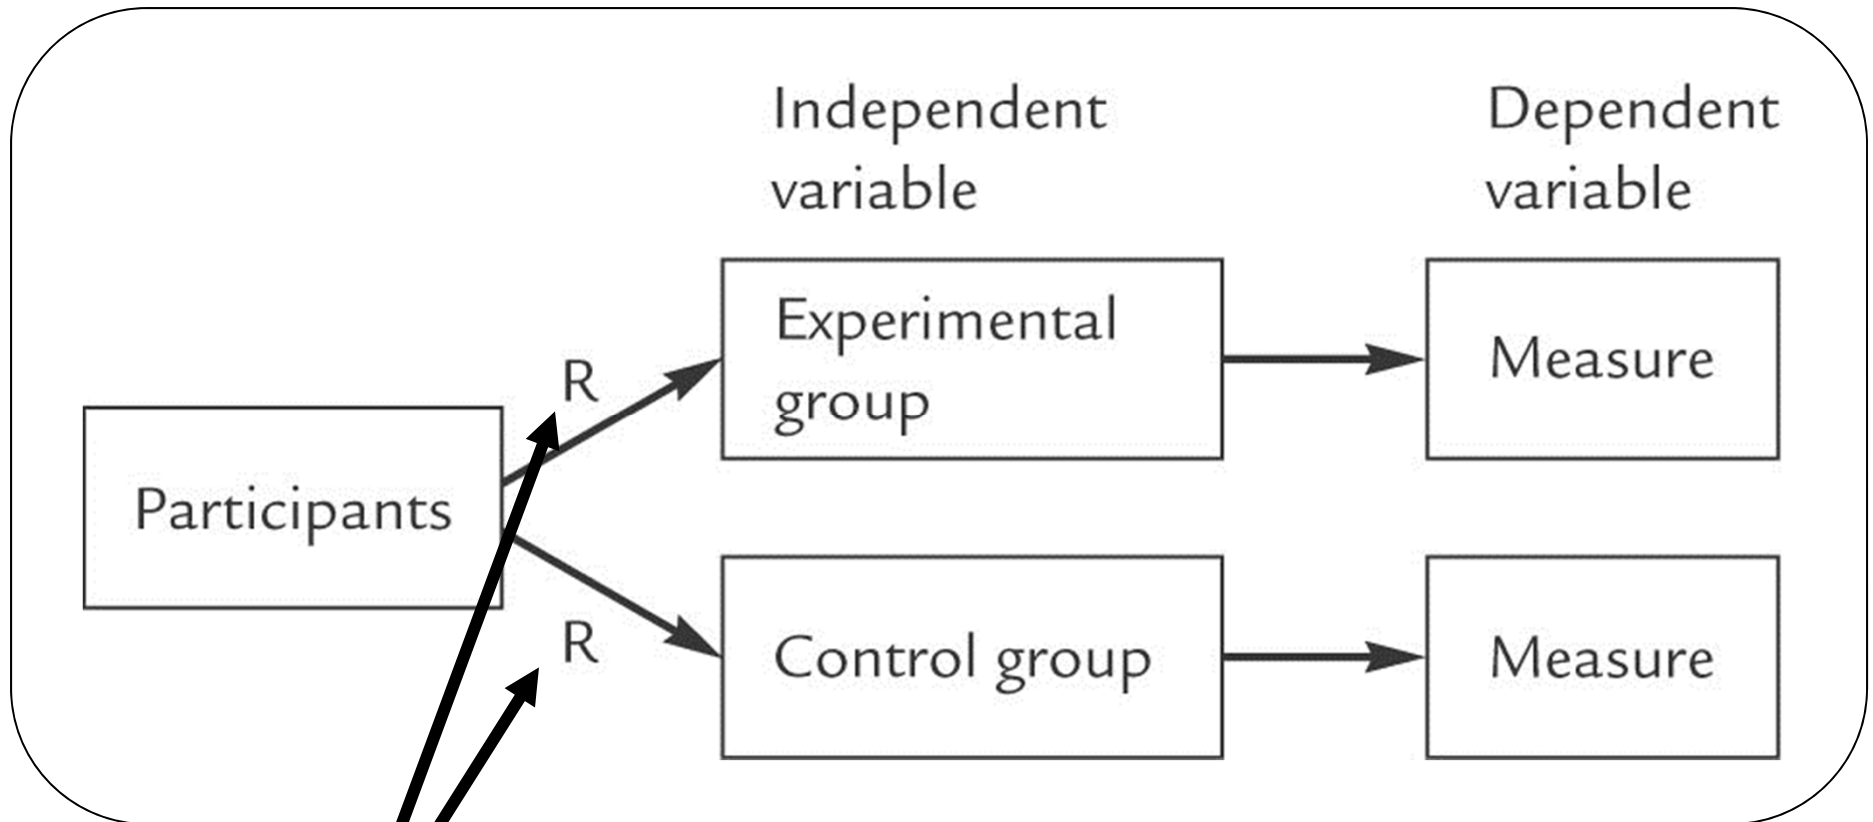 Independent
variable
Dependent
variable
Experimental
group
Measure
R
Participants
R
Control group
Measure